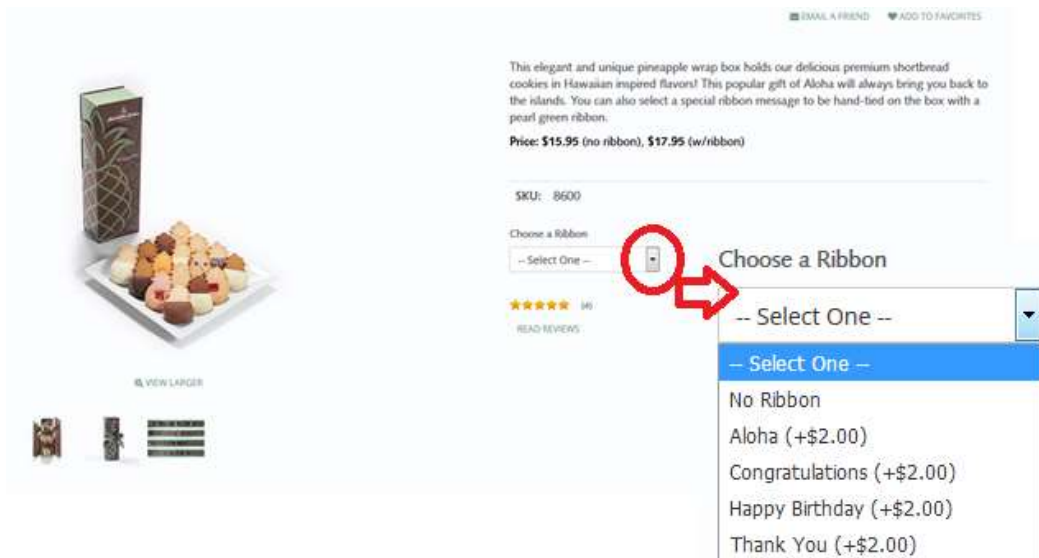 EMAIL A FRIEND ADD TO FAVORITES
This elegant and unique pineapple wrap box holds our delicious premium shortbread
cookies in Hawaiian inspired flavors! This popular gift of Aloha will always bring you back to
the islands. You can also select a special ribbon message to be hand-tied on the box with a
pearl green ribbon.
Price: $15.95 (no ribbon), $17.95 (w/ribbon)
SKU: 8600
Choose a Ribbon
-- Select One --
(4)
READ REVIEWS
VIEW LARGER
Choose a Ribbon
-- Select One --
-- Select One --
No Ribbon
Aloha (+$2.00)
Congratulations (+$2.00)
Happy Birthday (+$2.00)
Thank You (+$2.00)